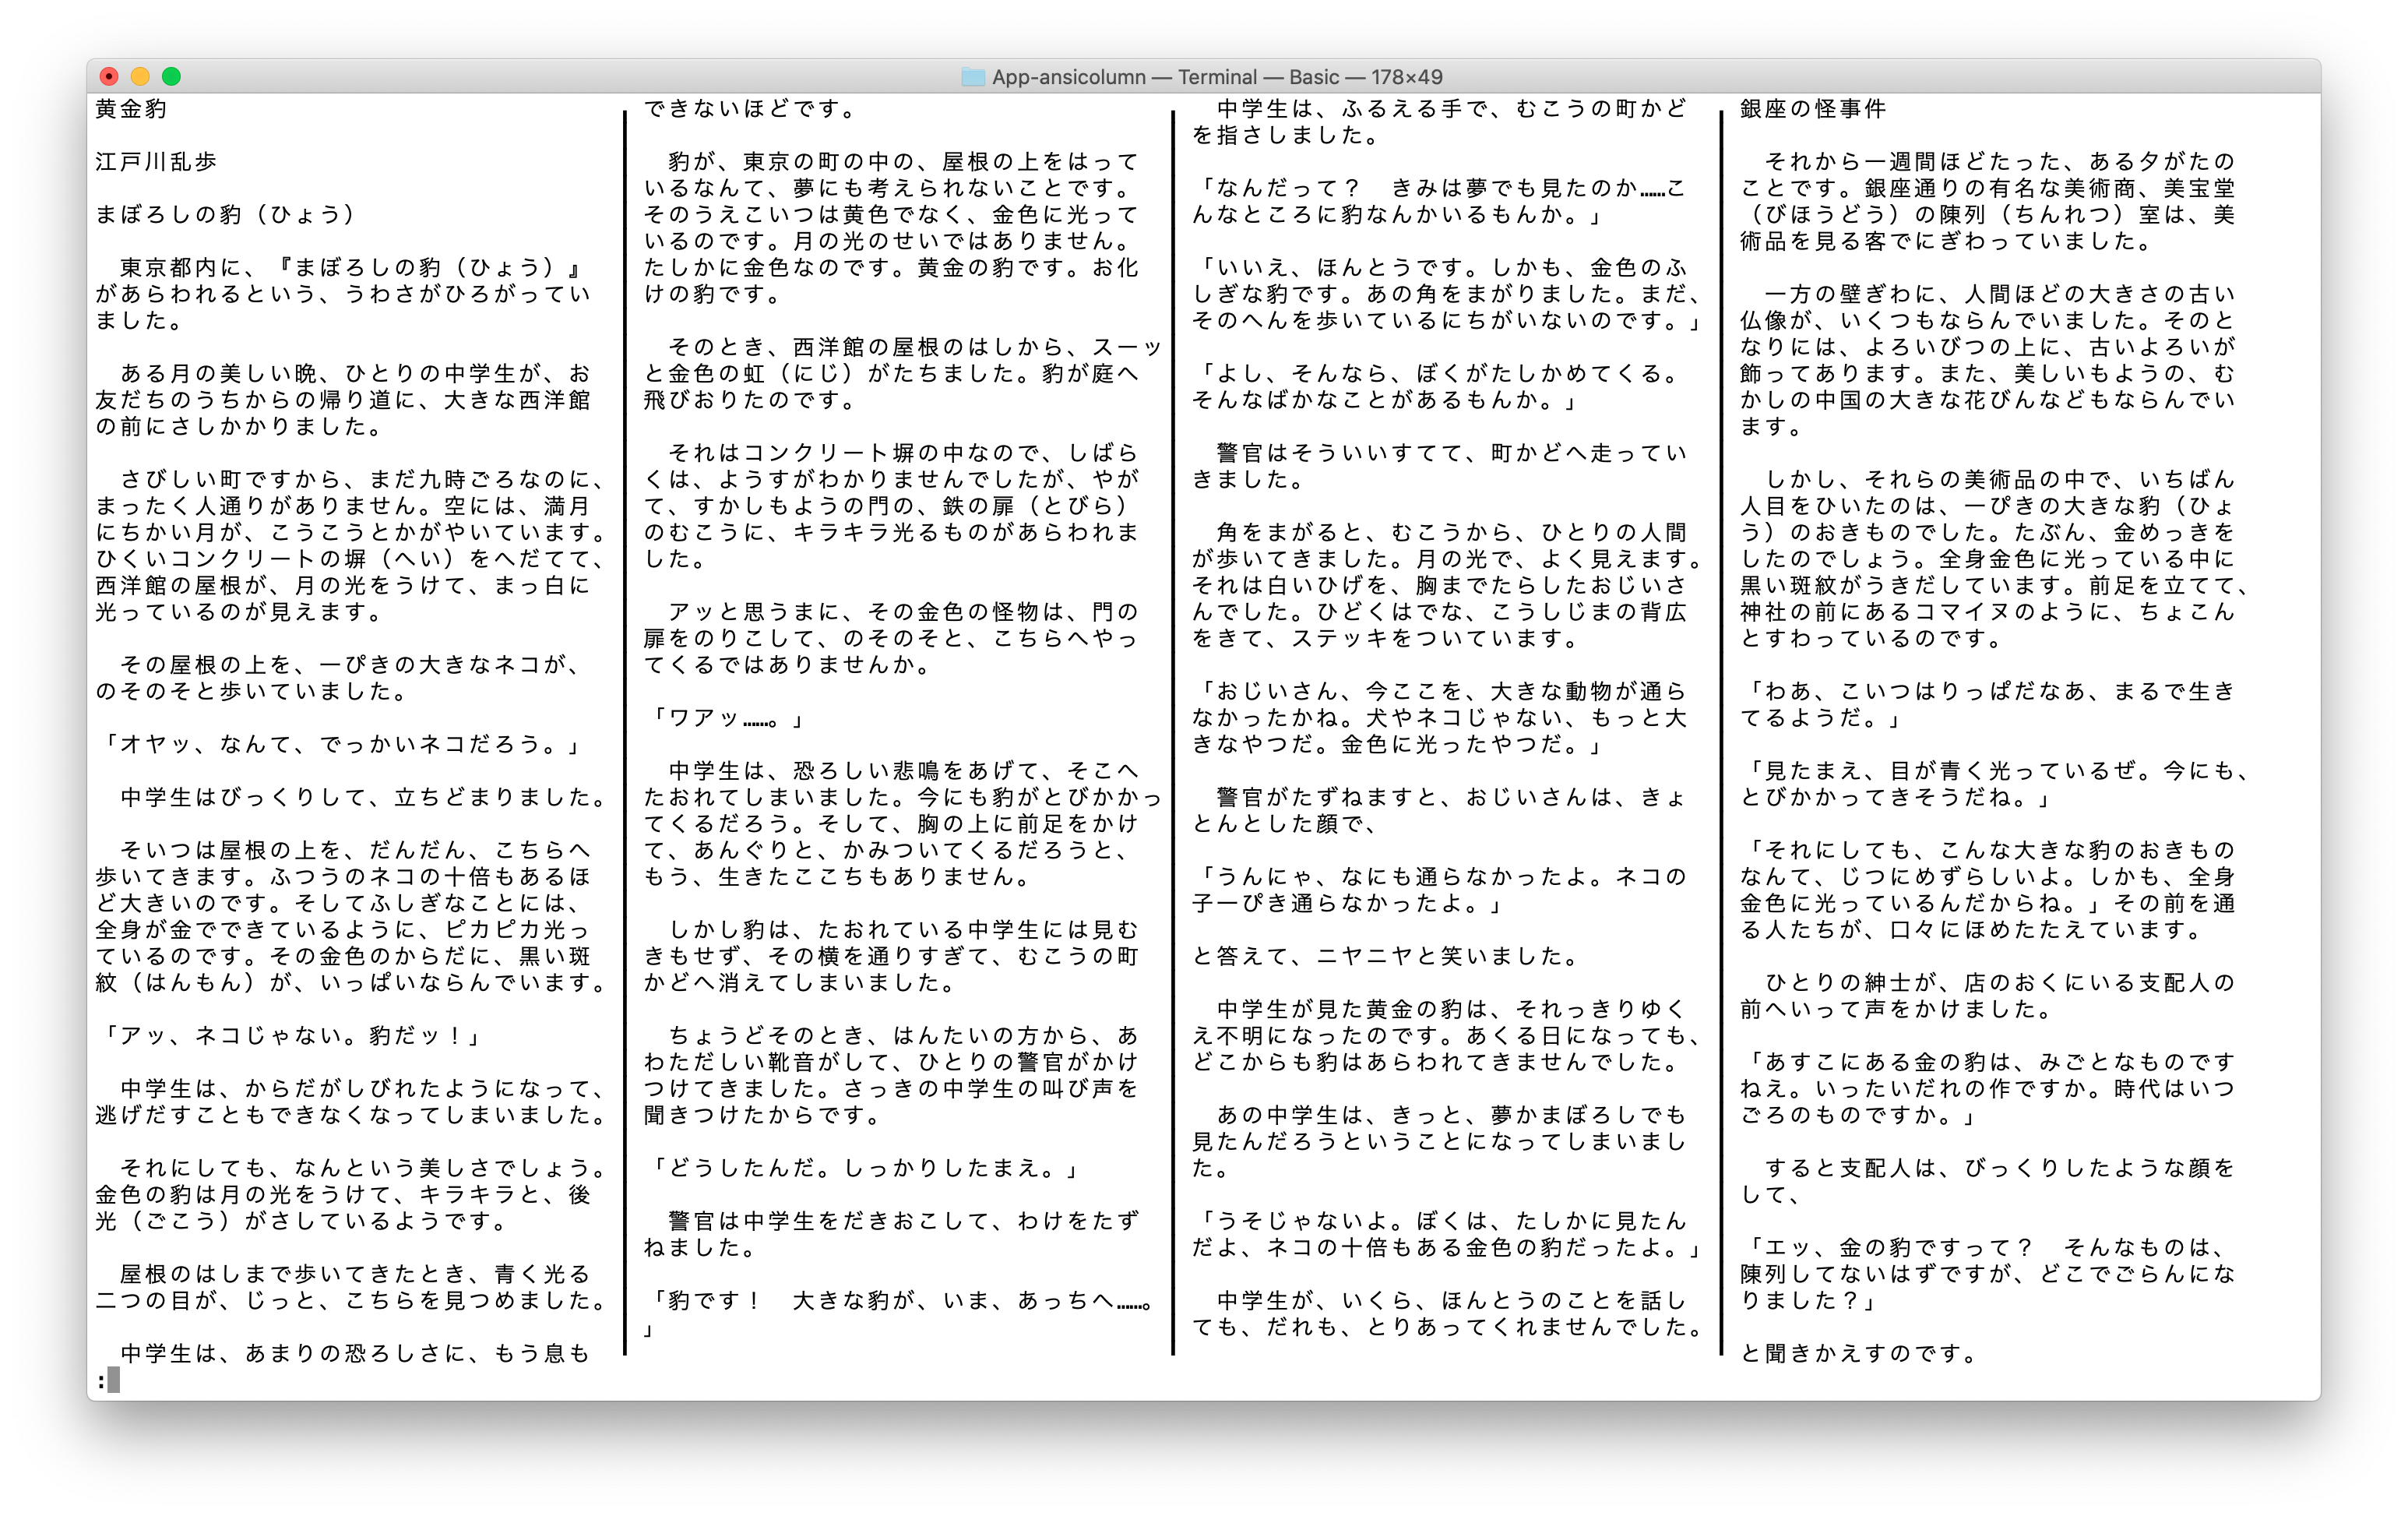 App-ansicolumn — Terminal — Basic — 178×49
黄金豹
江戸川乱歩
まぼろしの豹（ひょう）
　東京都内に、『まぼろしの豹（ひょう）』
があらわれるという、うわさがひろがってい
ました。
　ある月の美しい晩、ひとりの中学生が、お
友だちのうちからの帰り道に、大きな西洋館
の前にさしかかりました。
　さびしい町ですから、まだ九時ごろなのに、
まったく人通りがありません。空には、満月
にちかい月が、こうこうとかがやいています。
ひくいコンクリートの塀（へい）をへだてて、
西洋館の屋根が、月の光をうけて、まっ白に
光っているのが見えます。
　その屋根の上を、一ぴきの大きなネコが、
のそのそと歩いていました。
「オヤッ、なんて、でっかいネコだろう。」
　中学生はびっくりして、立ちどまりました。
　そいつは屋根の上を、だんだん、こちらへ
歩いてきます。ふつうのネコの十倍もあるほ
ど大きいのです。そしてふしぎなことには、
全身が金でできているように、ピカピカ光っ
ているのです。その金色のからだに、黒い斑
紋（はんもん）が、いっぱいならんでいます。
「アッ、ネコじゃない。豹だッ！」
　中学生は、からだがしびれたようになって、
逃げだすこともできなくなってしまいました。
　それにしても、なんという美しさでしょう。
金色の豹は月の光をうけて、キラキラと、後
光（ごこう）がさしているようです。
　屋根のはしまで歩いてきたとき、青く光る
二つの目が、じっと、こちらを見つめました。
　中学生は、あまりの恐ろしさに、もう息も
できないほどです。
　豹が、東京の町の中の、屋根の上をはって
いるなんて、夢にも考えられないことです。
そのうえこいつは黄色でなく、金色に光って
いるのです。月の光のせいではありません。
たしかに金色なのです。黄金の豹です。お化
けの豹です。
　そのとき、西洋館の屋根のはしから、スーッ
と金色の虹（にじ）がたちました。豹が庭へ
飛びおりたのです。
　それはコンクリート塀の中なので、しばら
くは、ようすがわかりませんでしたが、やが
て、すかしもようの門の、鉄の扉（とびら）
のむこうに、キラキラ光るものがあらわれま
した。
　アッと思うまに、その金色の怪物は、門の
扉をのりこして、のそのそと、こちらへやっ
てくるではありませんか。
「ワアッ……。」
　中学生は、恐ろしい悲鳴をあげて、そこへ
たおれてしまいました。今にも豹がとびかかっ
てくるだろう。そして、胸の上に前足をかけ
て、あんぐりと、かみついてくるだろうと、
もう、生きたここちもありません。
　しかし豹は、たおれている中学生には見む
きもせず、その横を通りすぎて、むこうの町
かどへ消えてしまいました。
　ちょうどそのとき、はんたいの方から、あ
わただしい靴音がして、ひとりの警官がかけ
つけてきました。さっきの中学生の叫び声を
聞きつけたからです。
「どうしたんだ。しっかりしたまえ。」
　警官は中学生をだきおこして、わけをたず
ねました。
「豹です！　大きな豹が、いま、あっちへ……。
」
　中学生は、ふるえる手で、むこうの町かど
を指さしました。
「なんだって？　きみは夢でも見たのか……こ
んなところに豹なんかいるもんか。」
「いいえ、ほんとうです。しかも、金色のふ
しぎな豹です。あの角をまがりました。まだ、
そのへんを歩いているにちがいないのです。」
「よし、そんなら、ぼくがたしかめてくる。
そんなばかなことがあるもんか。」
　警官はそういいすてて、町かどへ走ってい
きました。
　角をまがると、むこうから、ひとりの人間
が歩いてきました。月の光で、よく見えます。
それは白いひげを、胸までたらしたおじいさ
んでした。ひどくはでな、こうしじまの背広
をきて、ステッキをついています。
「おじいさん、今ここを、大きな動物が通ら
なかったかね。犬やネコじゃない、もっと大
きなやつだ。金色に光ったやつだ。」
　警官がたずねますと、おじいさんは、きょ
とんとした顔で、
「うんにゃ、なにも通らなかったよ。ネコの
子一ぴき通らなかったよ。」
と答えて、ニヤニヤと笑いました。
　中学生が見た黄金の豹は、それっきりゆく
え不明になったのです。あくる日になっても、
どこからも豹はあらわれてきませんでした。
　あの中学生は、きっと、夢かまぼろしでも
見たんだろうということになってしまいまし
た。
「うそじゃないよ。ぼくは、たしかに見たん
だよ、ネコの十倍もある金色の豹だったよ。」
　中学生が、いくら、ほんとうのことを話し
ても、だれも、とりあってくれませんでした。
銀座の怪事件
　それから一週間ほどたった、ある夕がたの
ことです。銀座通りの有名な美術商、美宝堂
（びほうどう）の陳列（ちんれつ）室は、美
術品を見る客でにぎわっていました。
　一方の壁ぎわに、人間ほどの大きさの古い
仏像が、いくつもならんでいました。そのと
なりには、よろいびつの上に、古いよろいが
飾ってあります。また、美しいもようの、む
かしの中国の大きな花びんなどもならんでい
ます。
　しかし、それらの美術品の中で、いちばん
人目をひいたのは、一ぴきの大きな豹（ひょ
う）のおきものでした。たぶん、金めっきを
したのでしょう。全身金色に光っている中に
黒い斑紋がうきだしています。前足を立てて、
神社の前にあるコマイヌのように、ちょこん
とすわっているのです。
「わあ、こいつはりっぱだなあ、まるで生き
てるようだ。」
「見たまえ、目が青く光っているぜ。今にも、
とびかかってきそうだね。」
「それにしても、こんな大きな豹のおきもの
なんて、じつにめずらしいよ。しかも、全身
金色に光っているんだからね。」その前を通
る人たちが、口々にほめたたえています。
　ひとりの紳士が、店のおくにいる支配人の
前へいって声をかけました。
「あすこにある金の豹は、みごとなものです
ねえ。いったいだれの作ですか。時代はいつ
ごろのものですか。」
　すると支配人は、びっくりしたような顔を
して、
「エッ、金の豹ですって？　そんなものは、
陳列してないはずですが、どこでごらんにな
りました？」
と聞きかえすのです。
: